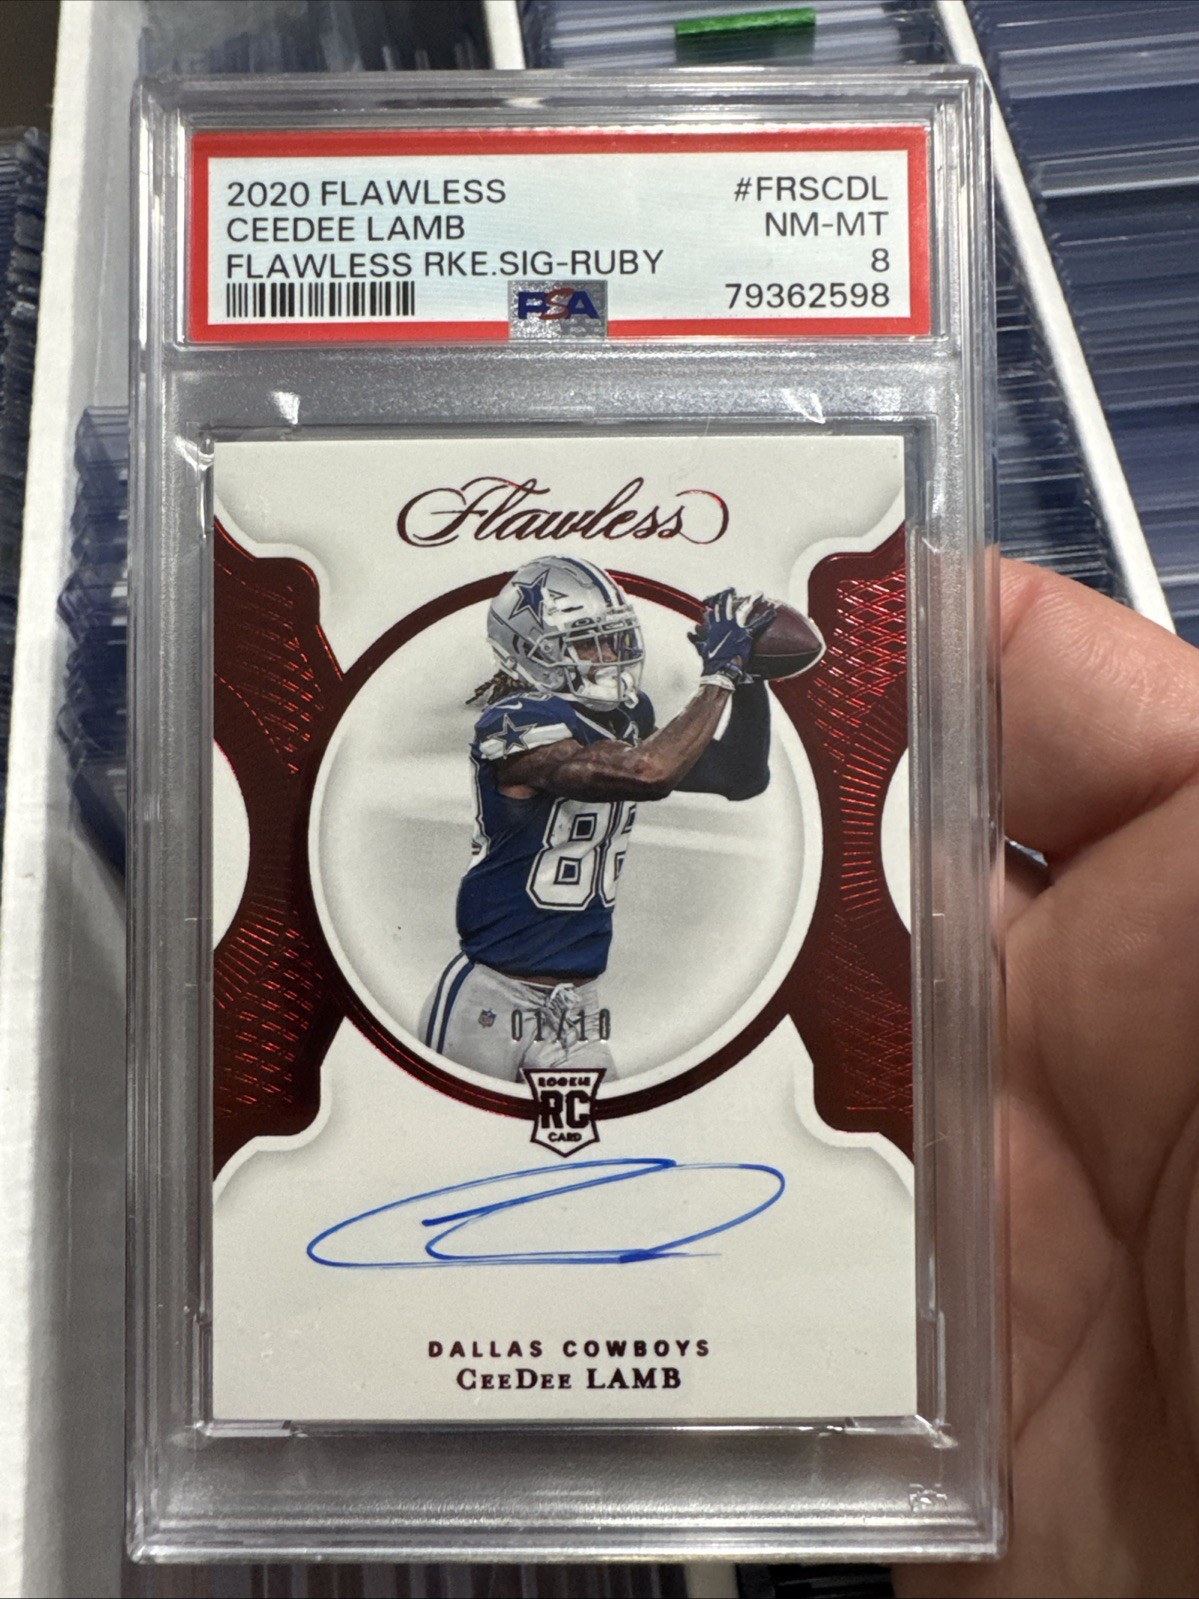 2020 FLAWLESS #FRSCDL
CEEDEE LAMB NM-MT
FLAWLESS RKE.SIG-RUBY 8
PSA 79362598
Flawless
88
01/10
ROOKIE
RC
CARD
DALLAS COWBOYS
CEEDEE LAMB